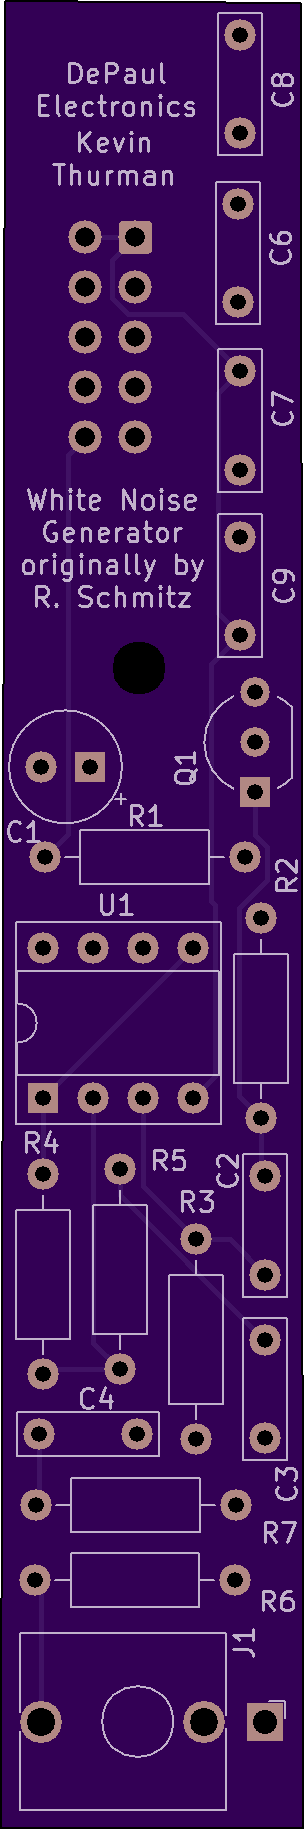 DePaul
Electronics
Kevin
Thurman
C8
C6
C7
White Noise
Generator
originally by
R. Schmitz
C9
Q1
+
C1
R1
R2
U1
R4
R5
C2
R3
C4
C3
R7
R6
J1